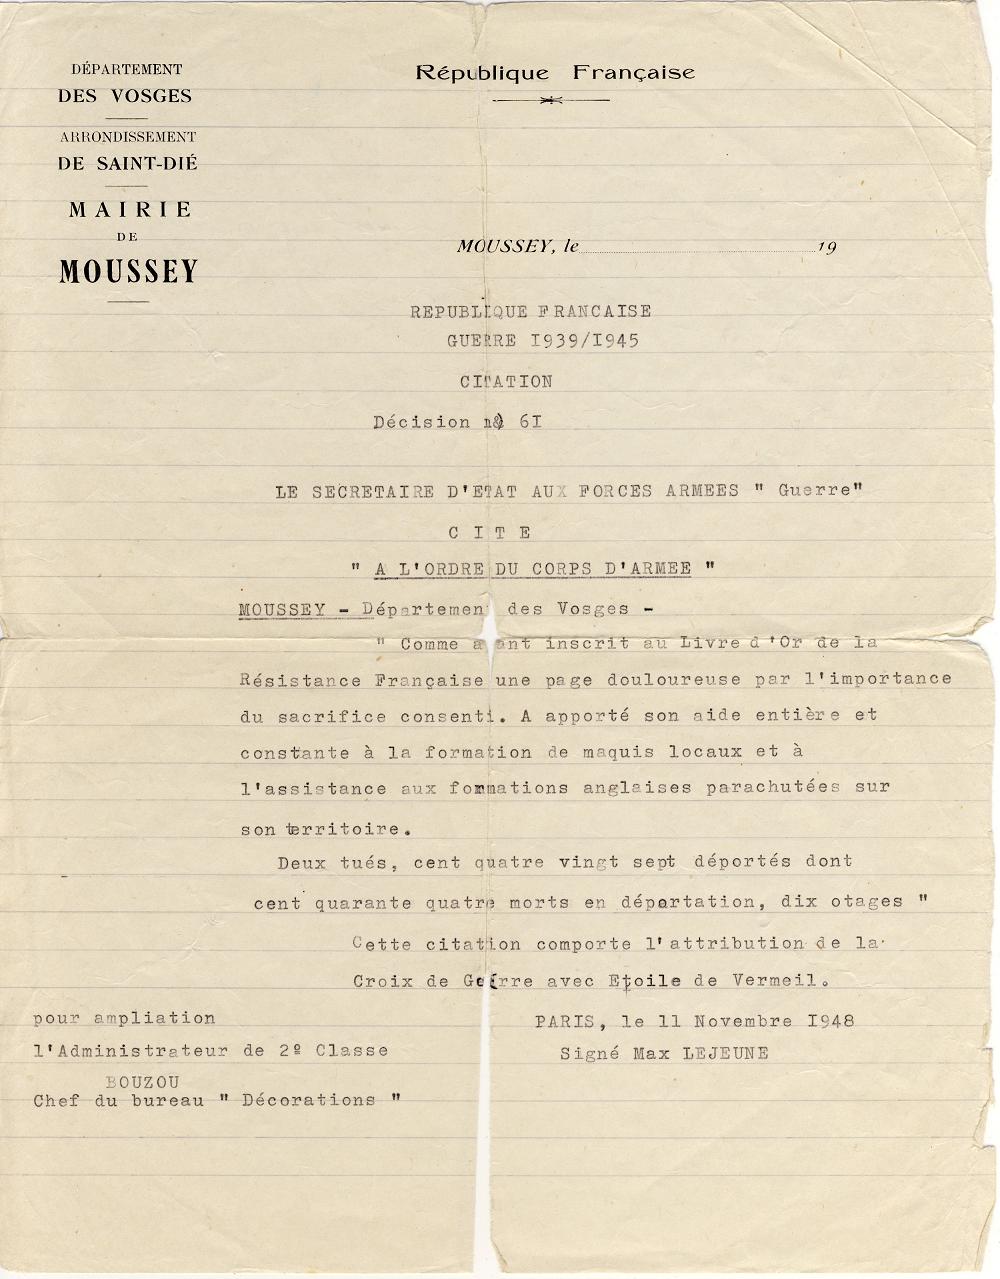 DÉPARTEMENT
DES VOSGES
ARRONDISSEMENT
DE SAINT-DIÉ
MAIRIE
DE
MOUSSEY
République Française
MOUSSEY, le 19
REPUBLIQUE FRANCAISE
GUERRE I939/I945
CITATION
Décision n° 6I
LE SECRETAIRE D'ETAT AUX FORCES ARMEES " Guerre"
C I T E
" A L'ORDRE DU CORPS D'ARMEE "
MOUSSEY - Département des Vosges -
" Comme ayant inscrit au Livre d'Or de la
Résistance Française une page douloureuse par l'importance
du sacrifice consenti. A apporté son aide entière et
constante à la formation de maquis locaux et à
l'assistance aux formations anglaises parachutées sur
son territoire.
Deux tués, cent quatre vingt sept déportés dont
cent quarante quatre morts en déportation, dix otages "
Cette citation comporte l'attribution de la
Croix de Guerre avec Etoile de Vermeil.
PARIS, le 11 Novembre I948
Signé Max LEJEUNE
pour ampliation
l'Administrateur de 2º Classe
BOUZOU
Chef du bureau " Décorations "